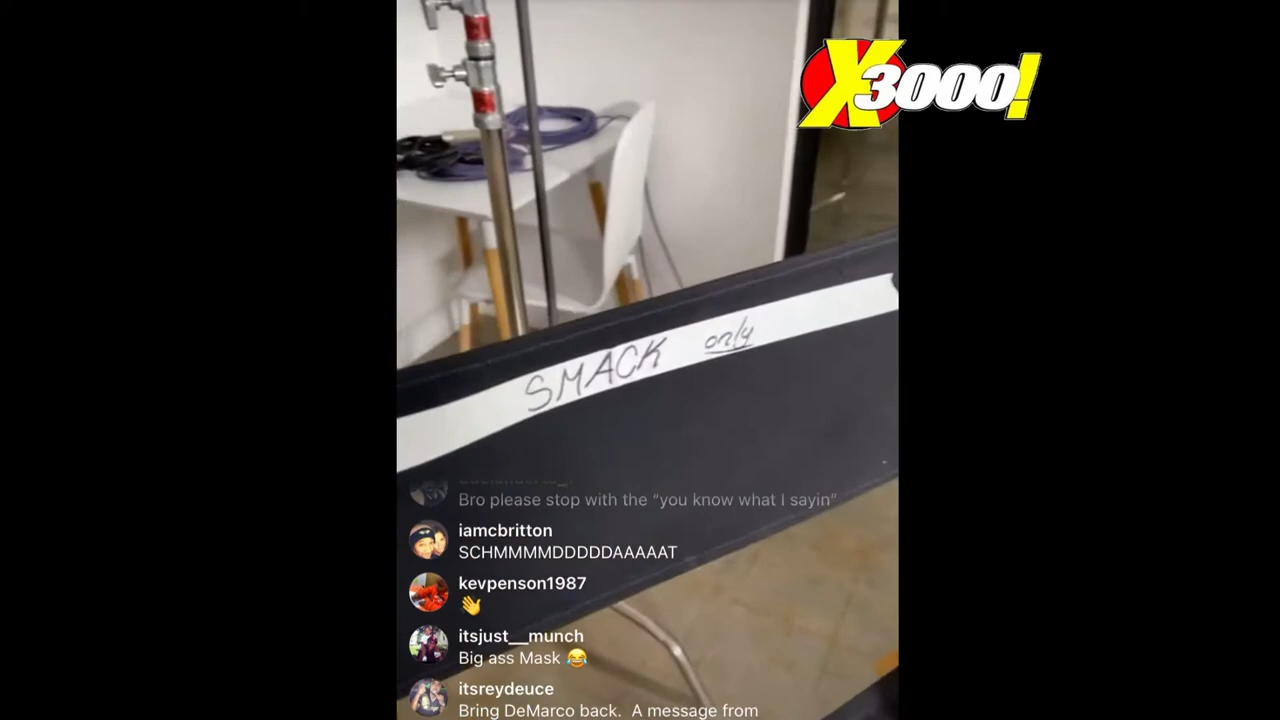 X3000!
SMACK only
Bro please stop with the “you know what I sayin”
iamcbritton
SCHMMMMDDDDDAAAAAT
kevpenson1987
👋
itsjust__munch
Big ass Mask 😂
itsreydeuce
Bring DeMarco back. A message from